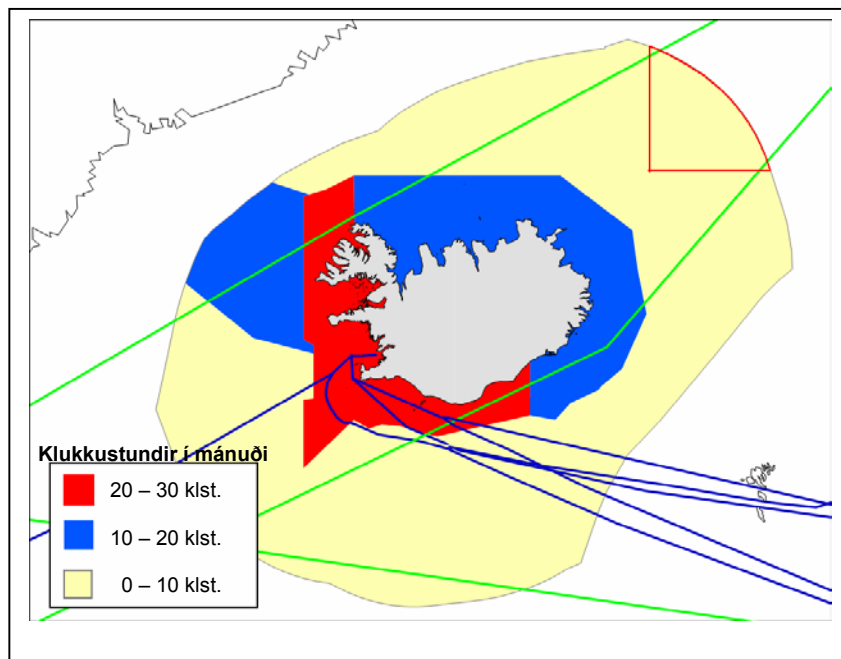 Klukkustundir í mánuði
20 – 30 klst.
10 – 20 klst.
0 – 10 klst.